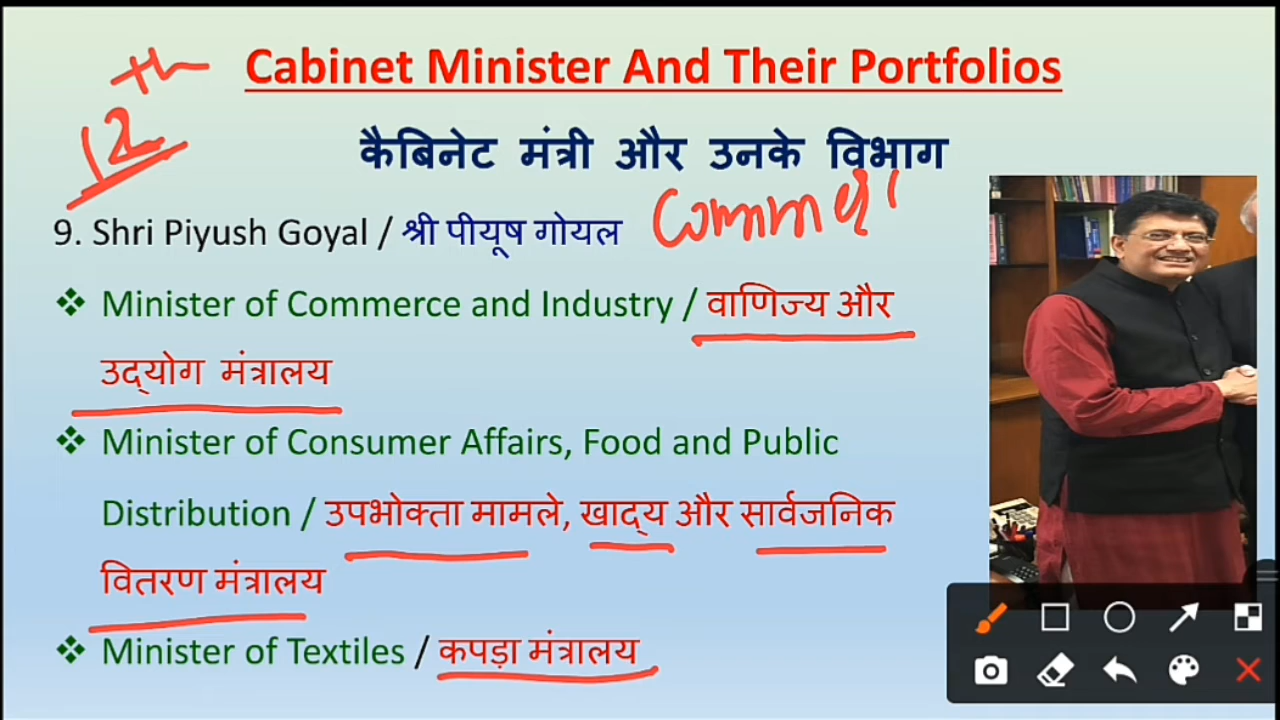 Cabinet Minister And Their Portfolios
12th
कैबिनेट मंत्री और उनके विभाग
9. Shri Piyush Goyal / श्री पीयूष गोयल
❖ Minister of Commerce and Industry / वाणिज्य और
उद्योग मंत्रालय
❖ Minister of Consumer Affairs, Food and Public
Distribution / उपभोक्ता मामले, खाद्य और सार्वजनिक
वितरण मंत्रालय
❖ Minister of Textiles / कपड़ा मंत्रालय